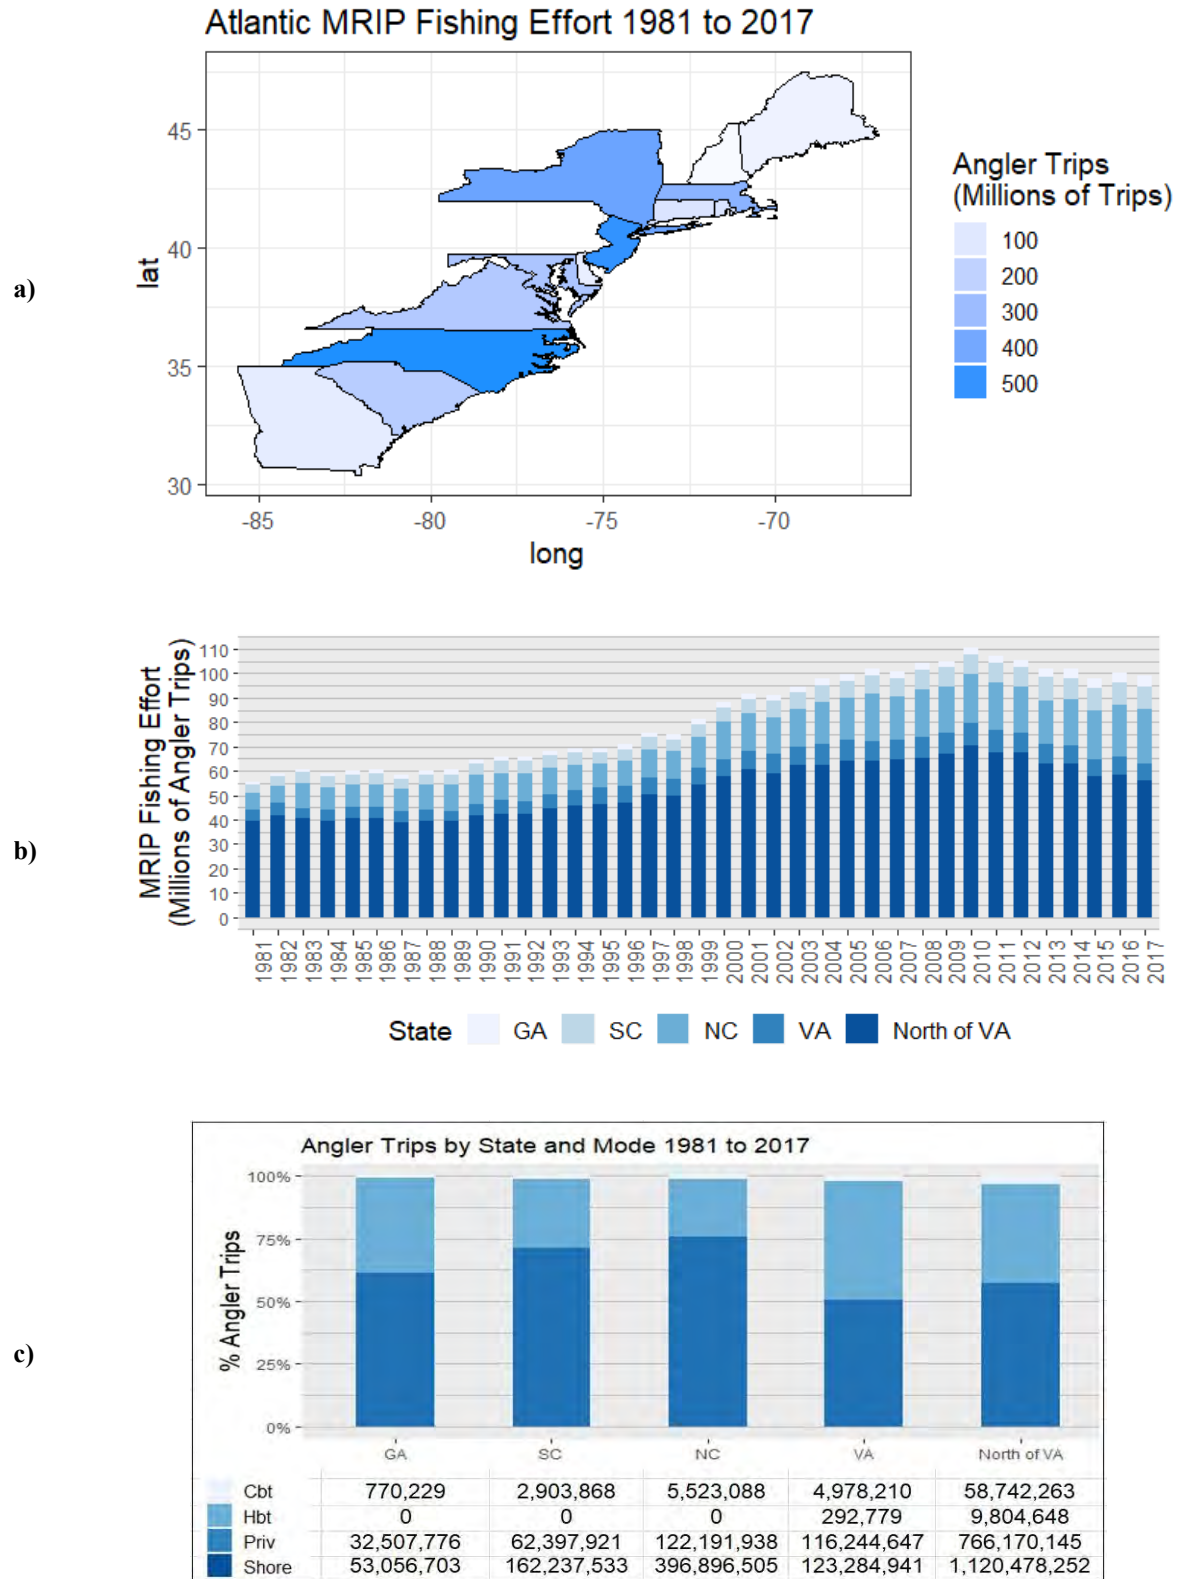 Atlantic MRIP Fishing Effort 1981 to 2017
a)
lat
45
40
35
30
-85 -80 -75 -70
long
Angler Trips
(Millions of Trips)
100
200
300
400
500
b)
MRIP Fishing Effort
(Millions of Angler Trips)
110
100
90
80
70
60
50
40
30
20
10
0
1981 1982 1983 1984 1985 1986 1987 1988 1989 1990 1991 1992 1993 1994 1995 1996 1997 1998 1999 2000 2001 2002 2003 2004 2005 2006 2007 2008 2009 2010 2011 2012 2013 2014 2015 2016 2017
State GA SC NC VA North of VA
c)
Angler Trips by State and Mode 1981 to 2017
% Angler Trips
100%
75%
50%
25%
0%
GA SC NC VA North of VA
Cbt 770,229 2,903,868 5,523,088 4,978,210 58,742,263
Hbt 0 0 0 292,779 9,804,648
Priv 32,507,776 62,397,921 122,191,938 116,244,647 766,170,145
Shore 53,056,703 162,237,533 396,896,505 123,284,941 1,120,478,252